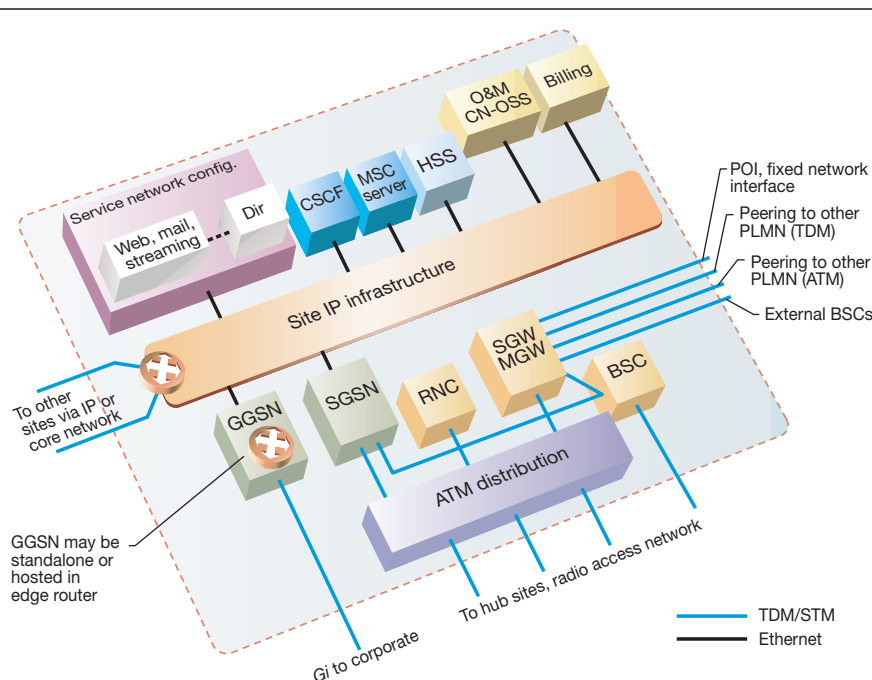 O&M
CN-OSS
Billing
HSS
MSC
server
CSCF
Service network config.
Dir
Web, mail,
streaming
Site IP infrastructure
POI, fixed network
interface
Peering to other
PLMN (TDM)
Peering to other
PLMN (ATM)
External BSCs
SGW
MGW
BSC
RNC
SGSN
GGSN
To other
sites via IP or
core network
ATM distribution
GGSN may be
standalone or
hosted in
edge router
To hub sites, radio access network
Gi to corporate
TDM/STM
Ethernet